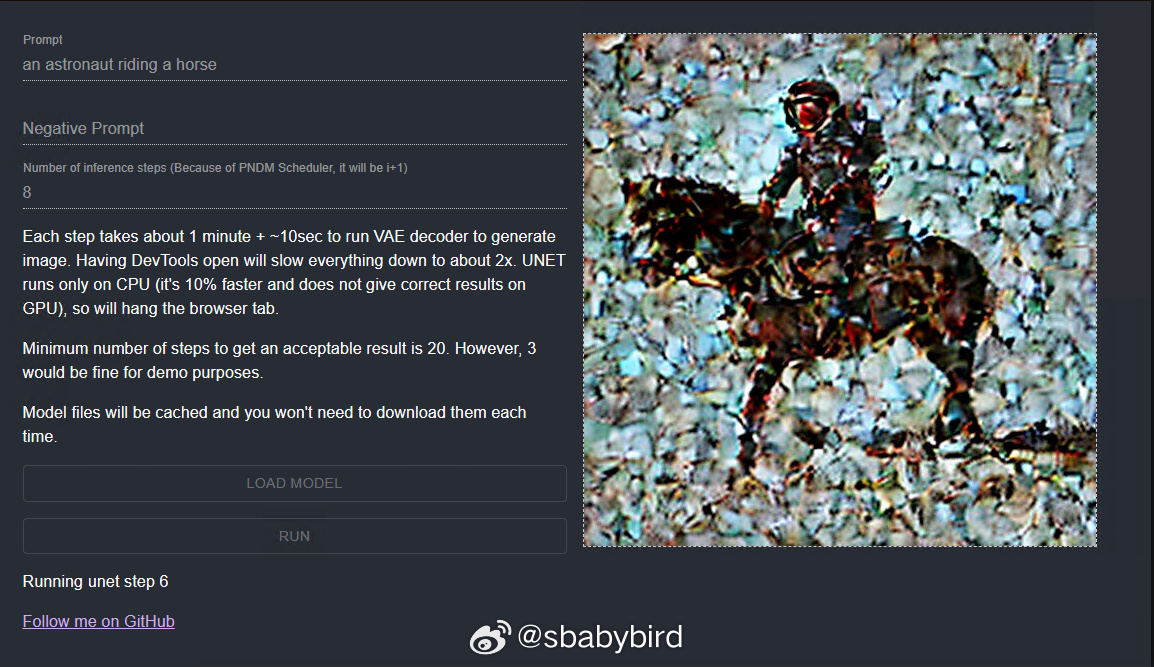 Prompt
an astronaut riding a horse
Negative Prompt
Number of inference steps (Because of PNDM Scheduler, it will be i+1)
8
Each step takes about 1 minute + ~10sec to run VAE decoder to generate
image. Having DevTools open will slow everything down to about 2x. UNET
runs only on CPU (it's 10% faster and does not give correct results on
GPU), so will hang the browser tab.
Minimum number of steps to get an acceptable result is 20. However, 3
would be fine for demo purposes.
Model files will be cached and you won't need to download them each
time.
LOAD MODEL
RUN
Running unet step 6
Follow me on GitHub
@sbabybird